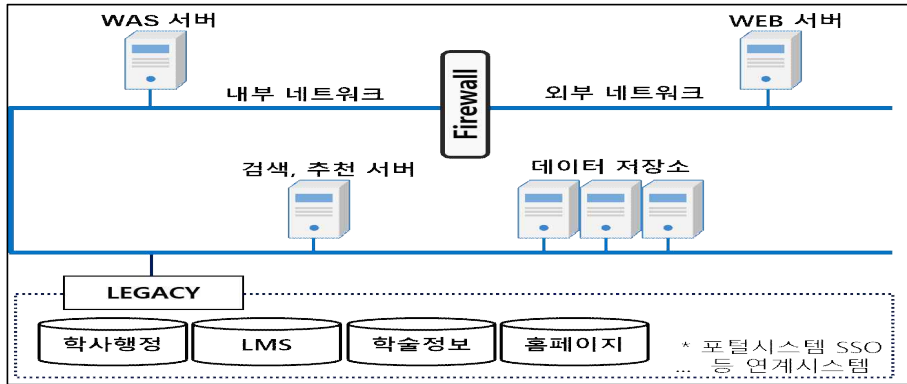 WAS 서버
WEB 서버
내부 네트워크
Firewall
외부 네트워크
검색, 추천 서버
데이터 저장소
LEGACY
학사행정
LMS
학술정보
홈페이지
* 포털시스템 SSO
... 등 연계시스템